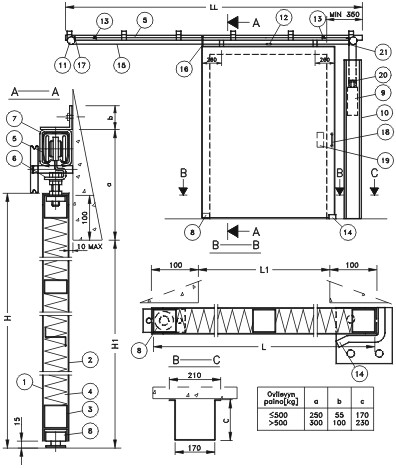 LL
A
MIN 350
13
5
12
13
11
17
15
16
21
260
260
20
9
10
18
19
B
B
C
8
A
14
A A
7
5
6
b
a
100
10 MAX
H
H1
1
2
4
3
8
15
B B
100
L1
100
8
L
14
B C
210
C
170
Ovilevyn
paino[kg]
a
b
c
≤500
250
55
170
>500
300
100
230